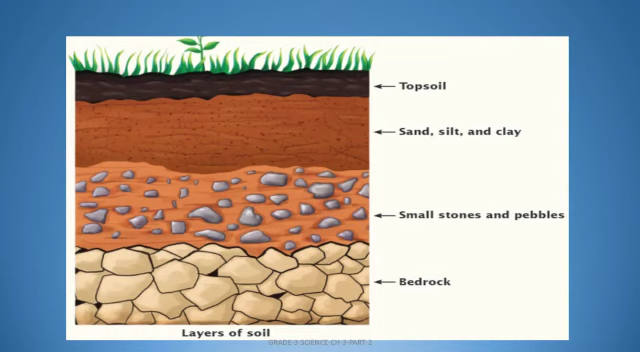 Topsoil
Sand, silt, and clay
Small stones and pebbles
Bedrock
Layers of soil
GRADE 3 SCIENCE CH 3 PART 2